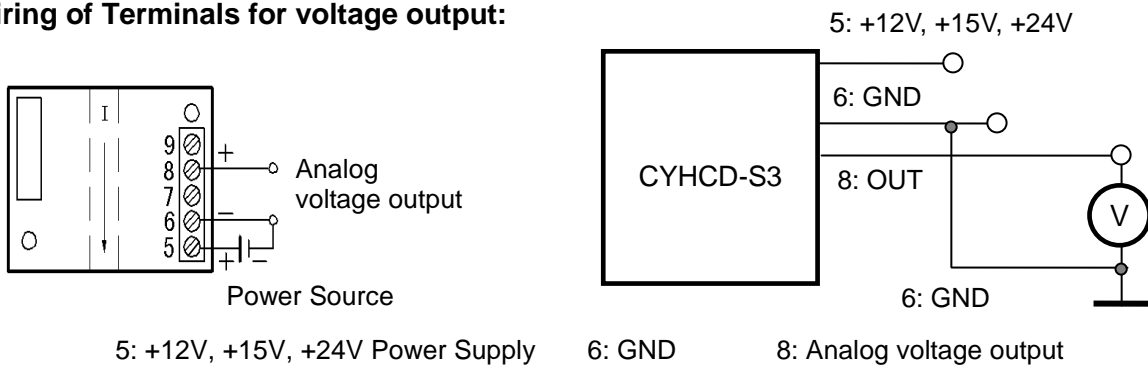 iring of Terminals for voltage output:
I
9
8
7
6
5
+
−
+
−
Analog
voltage output
Power Source
5: +12V, +15V, +24V
6: GND
CYHCD-S3
8: OUT
V
6: GND
5: +12V, +15V, +24V Power Supply 6: GND 8: Analog voltage output